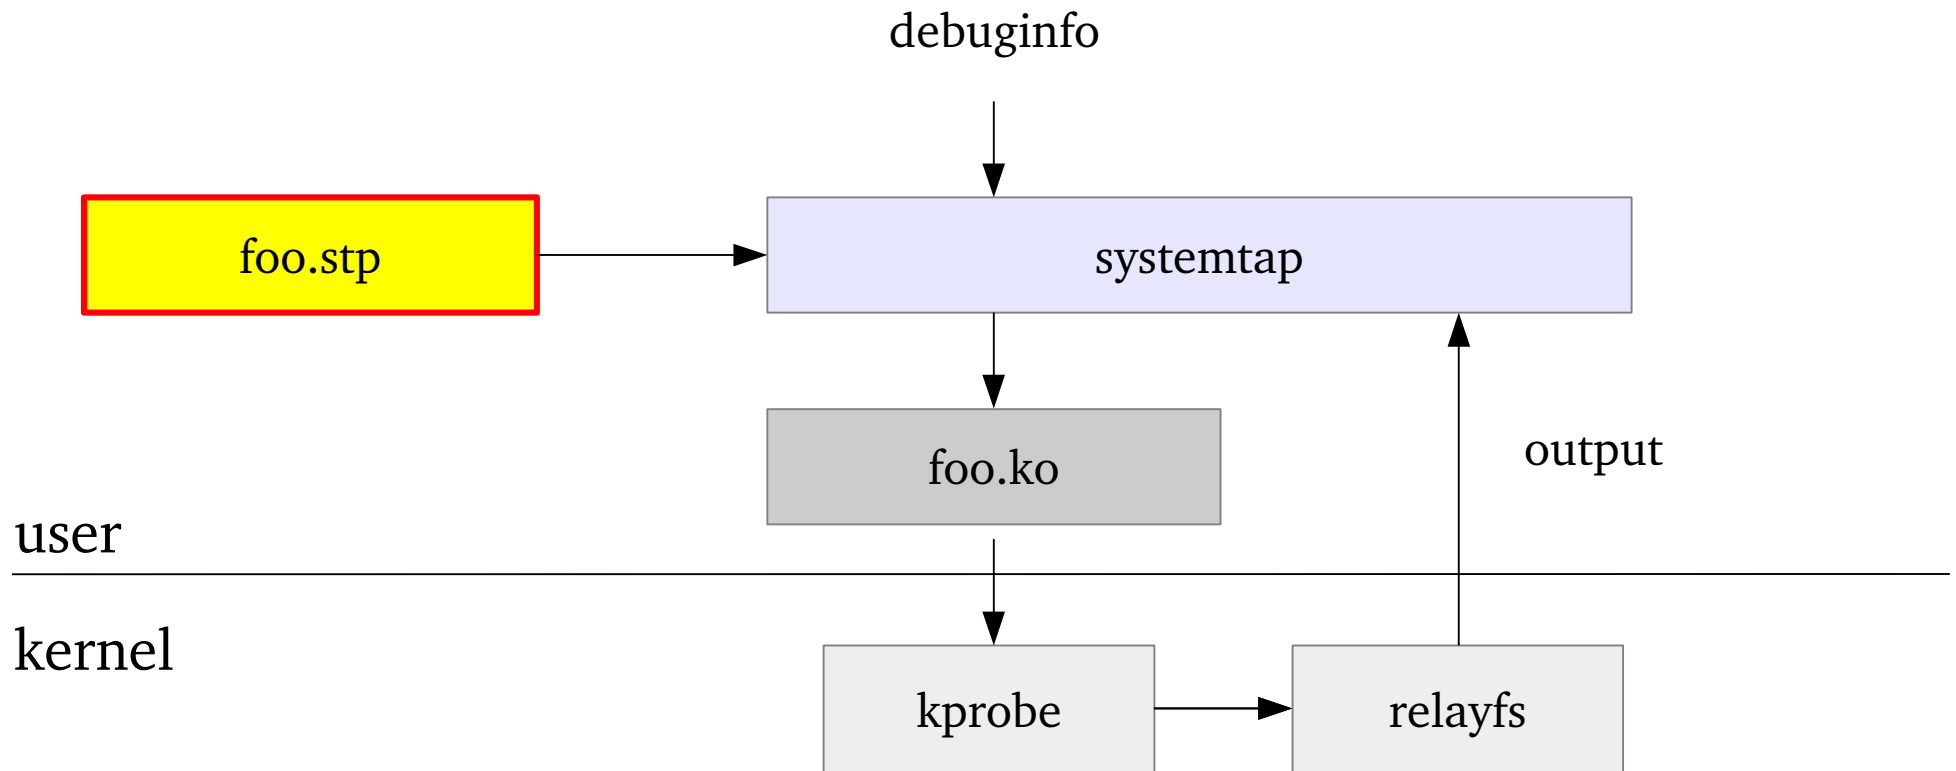 debuginfo
foo.stp
systemtap
foo.ko
output
user
kernel
kprobe
relayfs